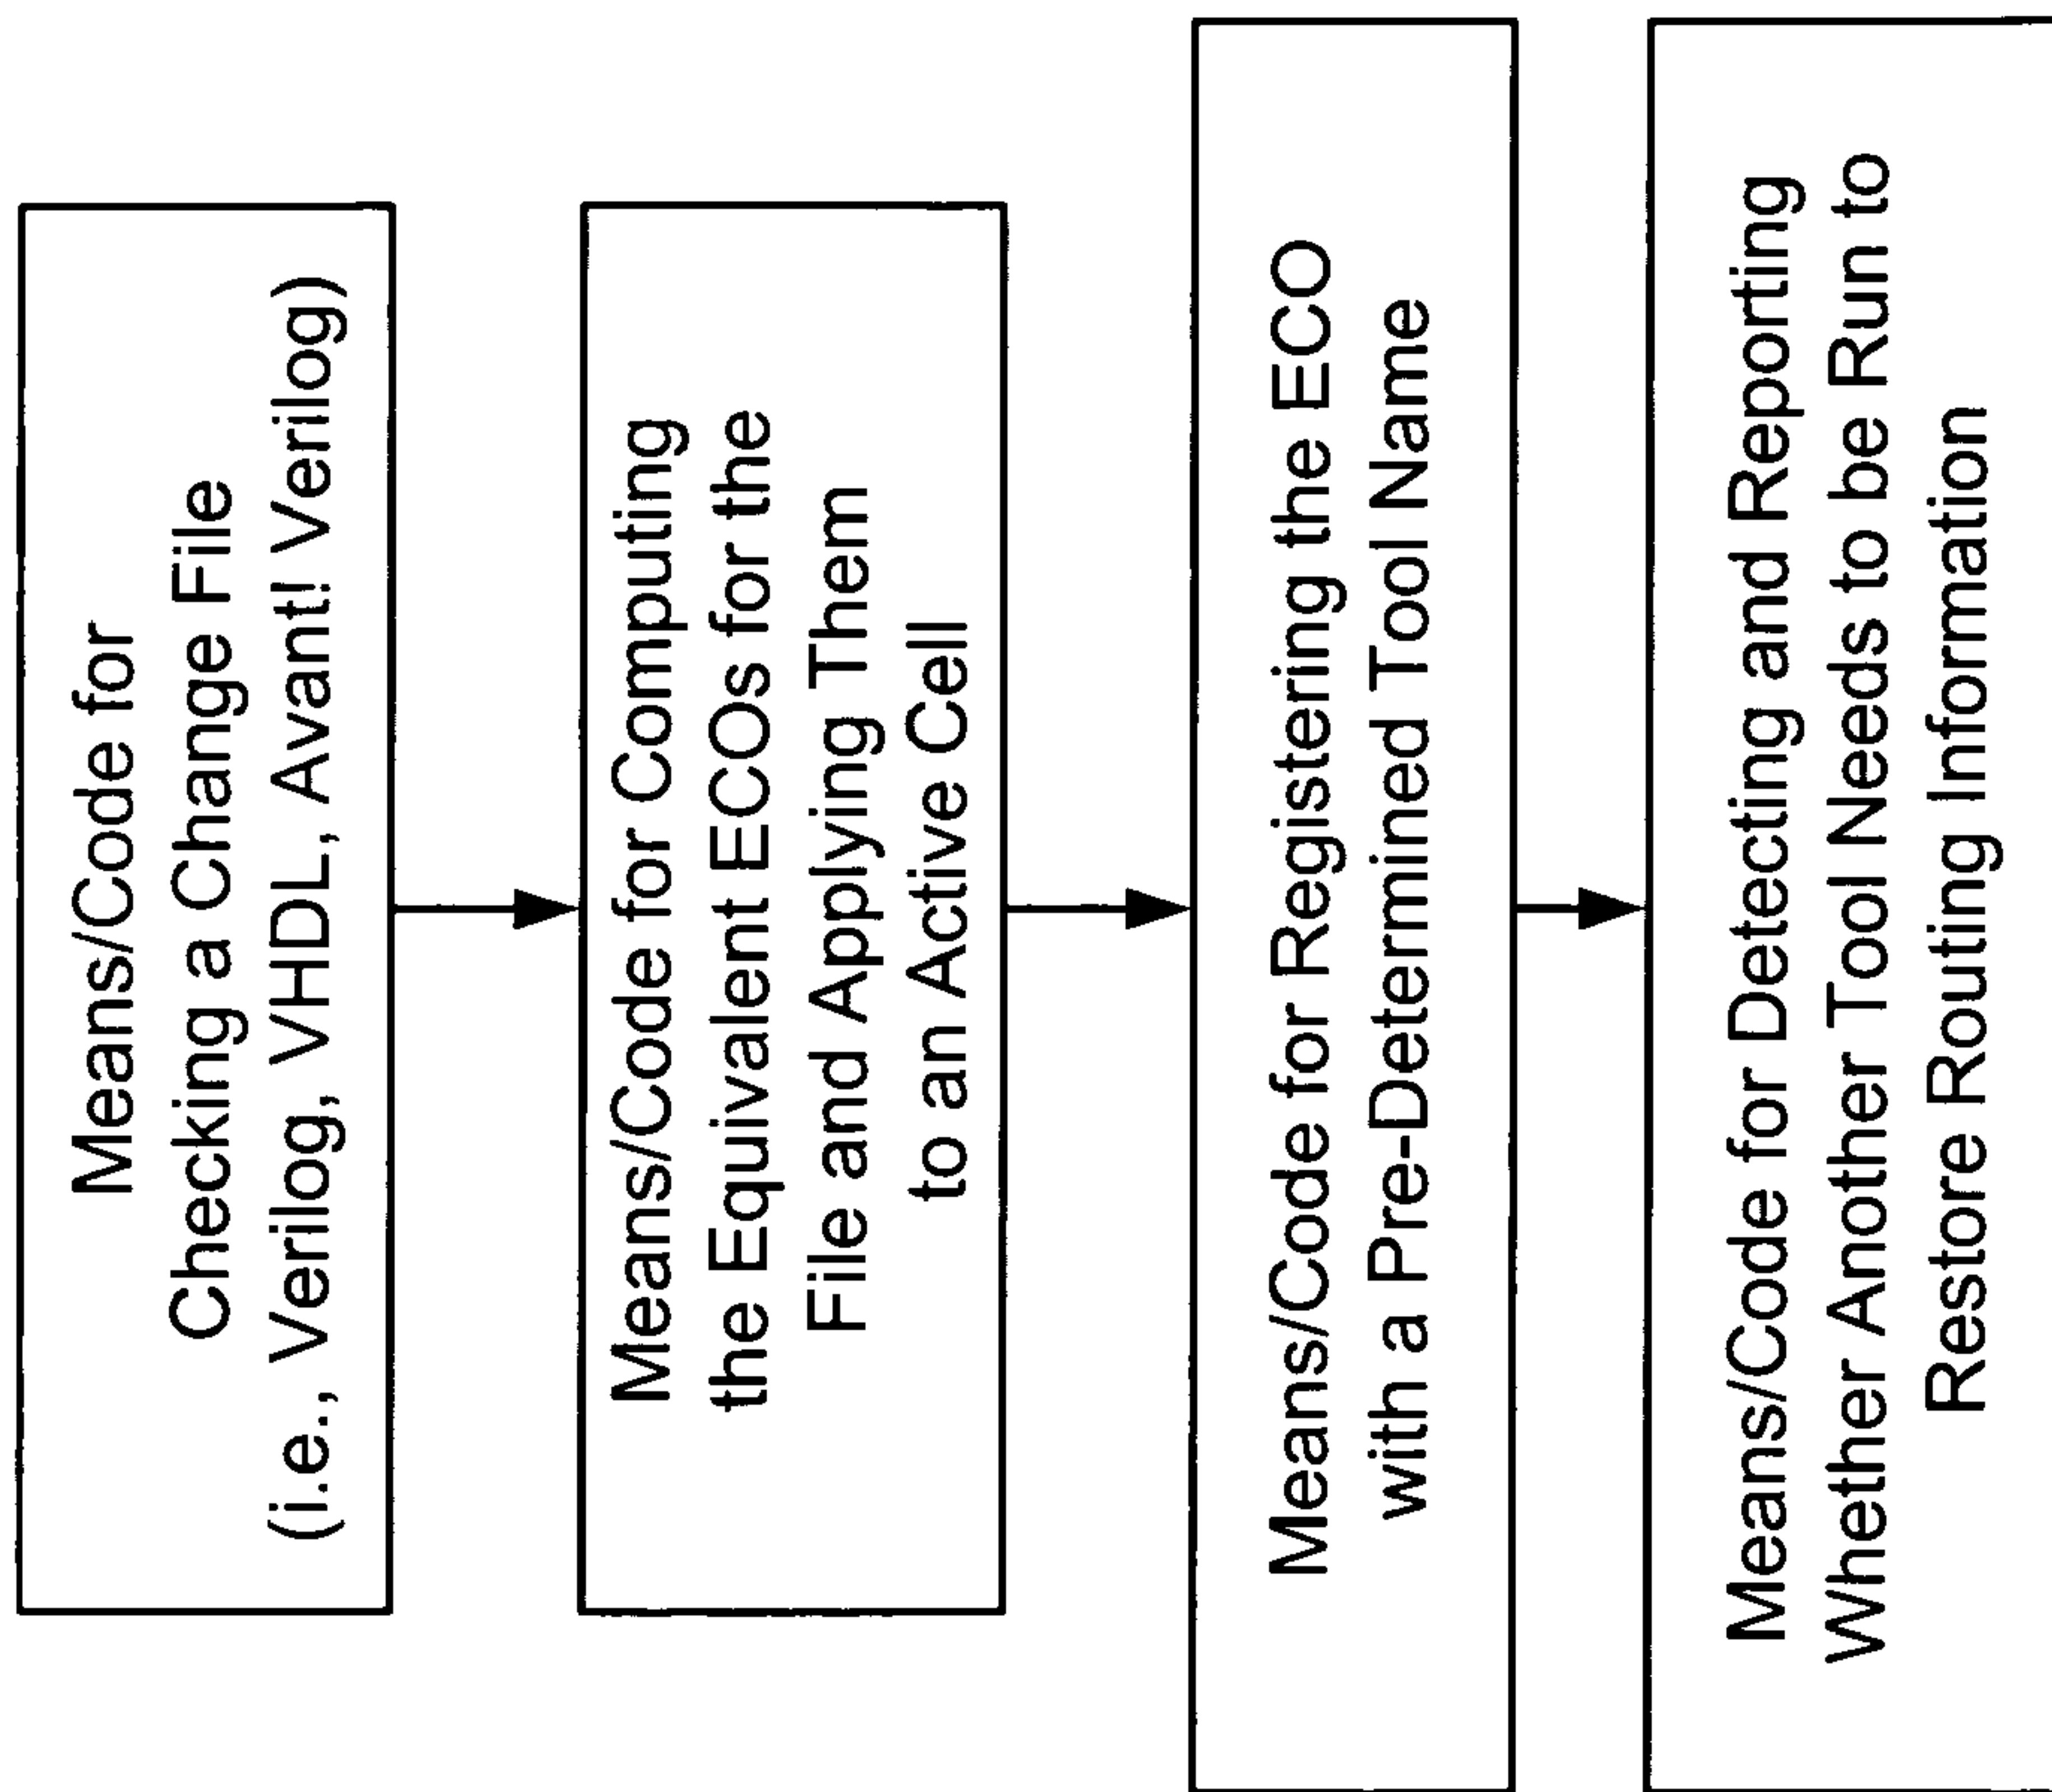 Means/Code for
Checking a Change File
(i.e., Verilog, VHDL, Avant! Verilog)
Means/Code for Computing
the Equivalent ECOs for the
File and Applying Them
to an Active Cell
Means/Code for Registering the ECO
with a Pre-Determined Tool Name
Means/Code for Detecting and Reporting
Whether Another Tool Needs to be Run to
Restore Routing Information